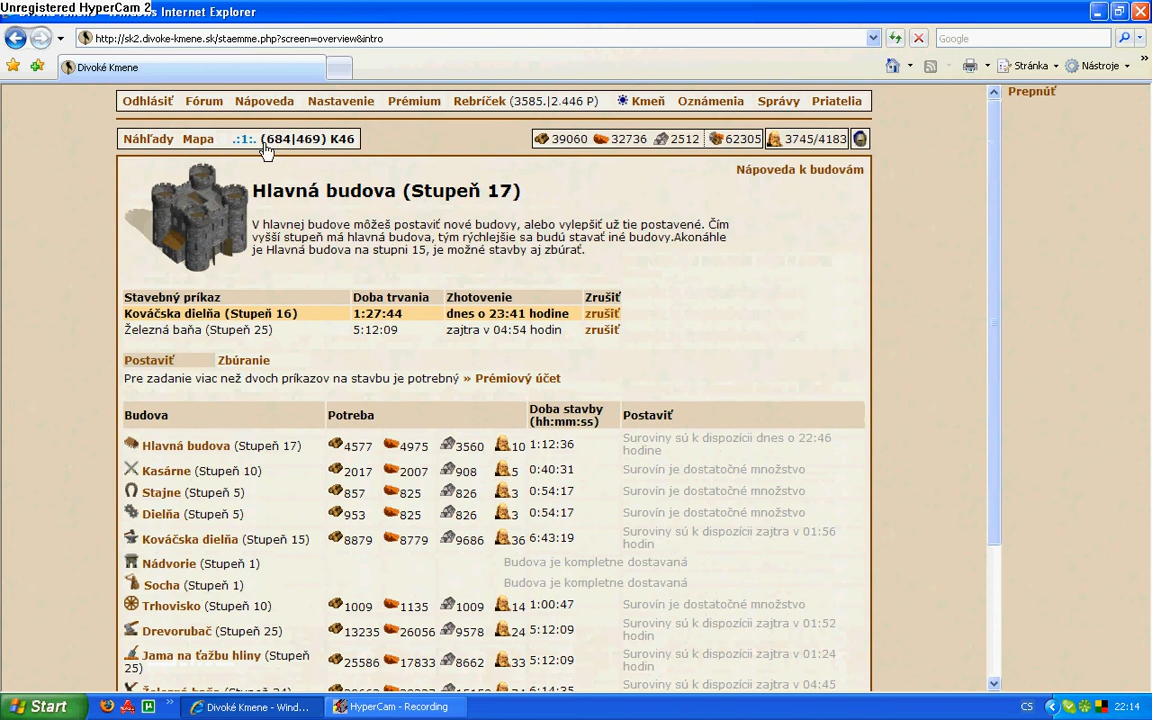 Unregistered HyperCam 2
Windows Internet Explorer
http://sk2.divoke-kmene.sk/staemme.php?screen=overview&intro
Google
Divoké Kmene
Stránka
Nástroje
Odhlásiť Fórum Nápoveda Nastavenie Prémium Rebríček (3585.|2.446 P) Kmeň Oznámenia Správy Priatelia
Prepnúť
Náhľady Mapa .:1:. (684|469) K46
39060 32736 2512 62305 3745/4183
Nápoveda k budovám
Hlavná budova (Stupeň 17)
V hlavnej budove môžeš postaviť nové budovy, alebo vylepšiť už tie postavené. Čím
vyšší stupeň má hlavná budova, tým rýchlejšie sa budú stavať iné budovy.Akonáhle
je Hlavná budova na stupni 15, je možné stavby aj zbúrať.
Stavebný príkaz Doba trvania Zhotovenie Zrušiť
Kováčska dielňa (Stupeň 16) 1:27:44 dnes o 23:41 hodine zrušiť
Železná baňa (Stupeň 25) 5:12:09 zajtra v 04:54 hodin zrušiť
Postaviť Zbúranie
Pre zadanie viac než dvoch príkazov na stavbu je potrebný » Prémiový účet
Budova Potreba Doba stavby (hh:mm:ss) Postaviť
Hlavná budova (Stupeň 17) 4577 4975 3560 10 1:12:36 Suroviny sú k dispozícii dnes o 22:46
hodine
Kasárne (Stupeň 10) 2017 2007 908 5 0:40:31 Surovín je dostatočné množstvo
Stajne (Stupeň 5) 857 825 826 3 0:54:17 Surovín je dostatočné množstvo
Dielňa (Stupeň 5) 953 825 826 3 0:54:17 Surovín je dostatočné množstvo
Kováčska dielňa (Stupeň 15) 8879 8779 9686 36 6:43:19 Suroviny sú k dispozícii zajtra v 01:56
hodin
Nádvorie (Stupeň 1) Budova je kompletne dostavaná
Socha (Stupeň 1) Budova je kompletne dostavaná
Trhovisko (Stupeň 10) 1009 1135 1009 14 1:00:47 Surovín je dostatočné množstvo
Drevorubač (Stupeň 25) 13235 26056 9578 24 5:12:09 Suroviny sú k dispozícii zajtra v 01:52
hodin
Jama na ťažbu hliny (Stupeň
25) 25586 17833 8662 33 5:12:09 Suroviny sú k dispozícii zajtra v 01:24
hodin
Suroviny sú k dispozícii zajtra v 04:45
Start Divoké Kmene - Wind... HyperCam - Recording CS 22:14